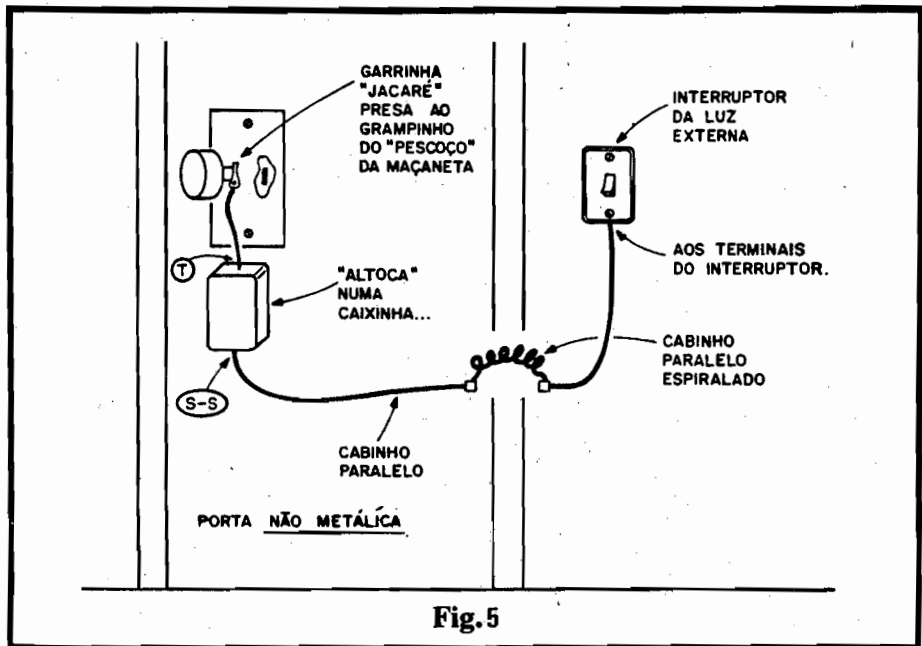 GARRINHA
"JACARÉ"
PRESA AO
GRAMPINHO
DO "PESCOÇO"
DA MAÇANETA
INTERRUPTOR
DA LUZ
EXTERNA
T
"ALTOCA"
NUMA
CAIXINHA...
AOS TERMINAIS
DO INTERRUPTOR.
S-S
CABINHO
PARALELO
ESPIRALADO
CABINHO
PARALELO
PORTA NÃO METÁLICA
Fig. 5